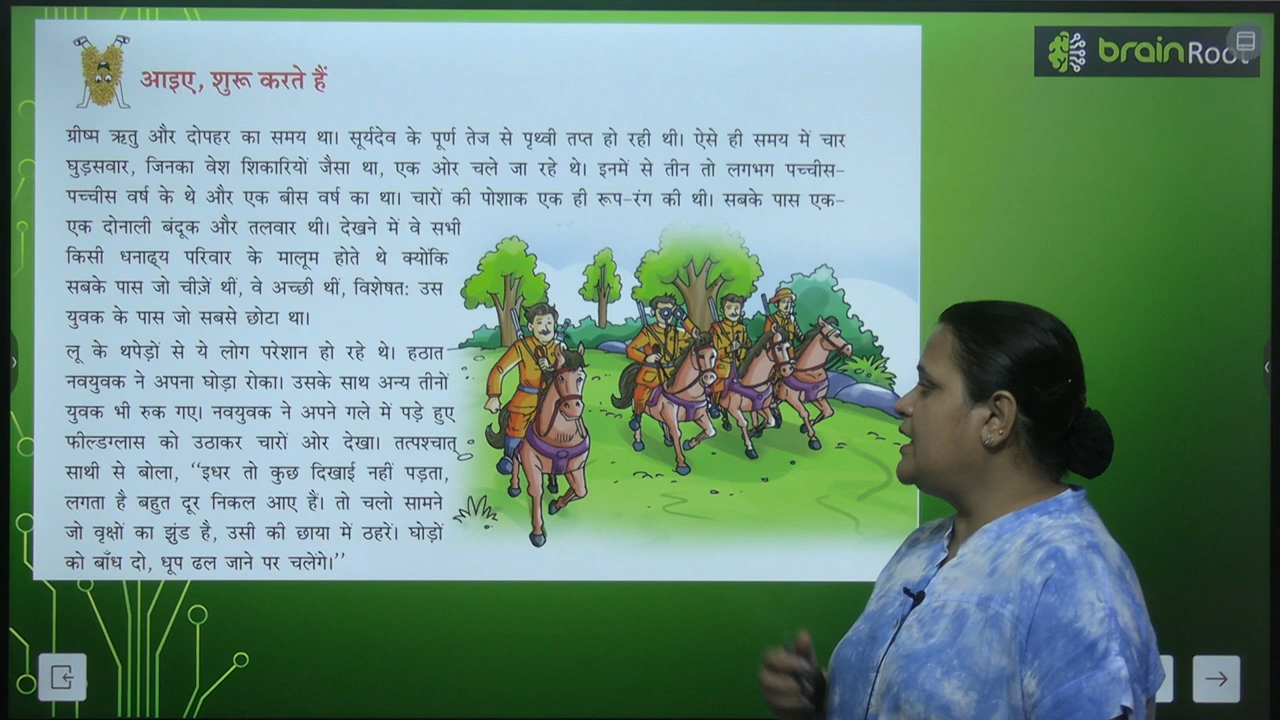 brainRoot
आइए, शुरू करते हैं
ग्रीष्म ऋतु और दोपहर का समय था। सूर्यदेव के पूर्ण तेज से पृथ्वी तप्त हो रही थी। ऐसे ही समय में चार
घुड़सवार, जिनका वेश शिकारियों जैसा था, एक ओर चले जा रहे थे। इनमें से तीन तो लगभग पच्चीस-
पच्चीस वर्ष के थे और एक बीस वर्ष का था। चारों की पोशाक एक ही रूप-रंग की थी। सबके पास एक-
एक दोनाली बंदूक और तलवार थी। देखने में वे सभी
किसी धनाढ्य परिवार के मालूम होते थे क्योंकि
सबके पास जो चीज़ें थीं, वे अच्छी थीं, विशेषत: उस
युवक के पास जो सबसे छोटा था।
लू के थपेड़ों से ये लोग परेशान हो रहे थे। हठात
नवयुवक ने अपना घोड़ा रोका। उसके साथ अन्य तीनों
युवक भी रुक गए। नवयुवक ने अपने गले में पड़े हुए
फील्डग्लास को उठाकर चारों ओर देखा। तत्पश्चात्
साथी से बोला, “इधर तो कुछ दिखाई नहीं पड़ता,
लगता है बहुत दूर निकल आए हैं। तो चलो सामने
जो वृक्षों का झुंड है, उसी की छाया में ठहरें। घोड़ों
को बाँध दो, धूप ढल जाने पर चलेंगे।”